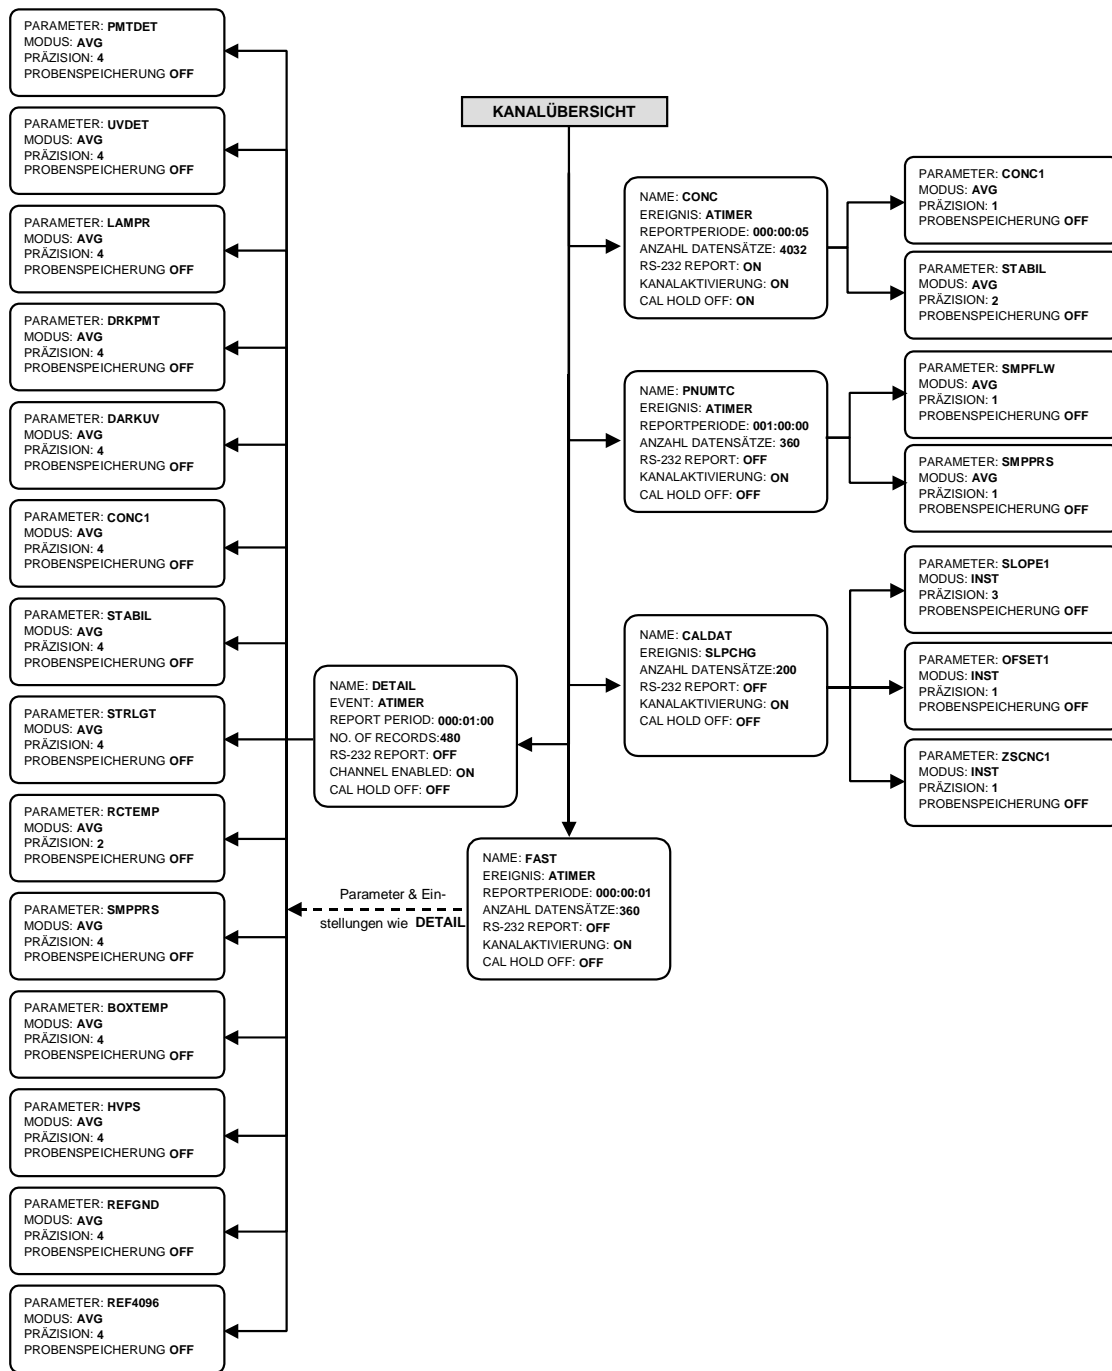 PARAMETER: PMTDET
MODUS: AVG
PRÄZISION: 4
PROBENSPEICHERUNG OFF
PARAMETER: UVDET
MODUS: AVG
PRÄZISION: 4
PROBENSPEICHERUNG OFF
PARAMETER: LAMPR
MODUS: AVG
PRÄZISION: 4
PROBENSPEICHERUNG OFF
PARAMETER: DRKPMT
MODUS: AVG
PRÄZISION: 4
PROBENSPEICHERUNG OFF
PARAMETER: DARKUV
MODUS: AVG
PRÄZISION: 4
PROBENSPEICHERUNG OFF
PARAMETER: CONC1
MODUS: AVG
PRÄZISION: 4
PROBENSPEICHERUNG OFF
PARAMETER: STABIL
MODUS: AVG
PRÄZISION: 4
PROBENSPEICHERUNG OFF
PARAMETER: STRLGT
MODUS: AVG
PRÄZISION: 4
PROBENSPEICHERUNG OFF
PARAMETER: RCTEMP
MODUS: AVG
PRÄZISION: 2
PROBENSPEICHERUNG OFF
PARAMETER: SMPPRS
MODUS: AVG
PRÄZISION: 4
PROBENSPEICHERUNG OFF
PARAMETER: BOXTEMP
MODUS: AVG
PRÄZISION: 4
PROBENSPEICHERUNG OFF
PARAMETER: HVPS
MODUS: AVG
PRÄZISION: 4
PROBENSPEICHERUNG OFF
PARAMETER: REFGND
MODUS: AVG
PRÄZISION: 4
PROBENSPEICHERUNG OFF
PARAMETER: REF4096
MODUS: AVG
PRÄZISION: 4
PROBENSPEICHERUNG OFF
KANALÜBERSICHT
NAME: DETAIL
EVENT: ATIMER
REPORT PERIOD: 000:01:00
NO. OF RECORDS:480
RS-232 REPORT: OFF
CHANNEL ENABLED: ON
CAL HOLD OFF: OFF
Parameter & Ein-
stellungen wie DETAIL
NAME: FAST
EREIGNIS: ATIMER
REPORTPERIODE: 000:00:01
ANZAHL DATENSÄTZE:360
RS-232 REPORT: OFF
KANALAKTIVIERUNG: ON
CAL HOLD OFF: OFF
NAME: CONC
EREIGNIS: ATIMER
REPORTPERIODE: 000:00:05
ANZAHL DATENSÄTZE: 4032
RS-232 REPORT: ON
KANALAKTIVIERUNG: ON
CAL HOLD OFF: ON
NAME: PNUMTC
EREIGNIS: ATIMER
REPORTPERIODE: 001:00:00
ANZAHL DATENSÄTZE: 360
RS-232 REPORT: OFF
KANALAKTIVIERUNG: ON
CAL HOLD OFF: OFF
NAME: CALDAT
EREIGNIS: SLPCHG
ANZAHL DATENSÄTZE:200
RS-232 REPORT: OFF
KANALAKTIVIERUNG: ON
CAL HOLD OFF: OFF
PARAMETER: CONC1
MODUS: AVG
PRÄZISION: 1
PROBENSPEICHERUNG OFF
PARAMETER: STABIL
MODUS: AVG
PRÄZISION: 2
PROBENSPEICHERUNG OFF
PARAMETER: SMPFLW
MODUS: AVG
PRÄZISION: 1
PROBENSPEICHERUNG OFF
PARAMETER: SMPPRS
MODUS: AVG
PRÄZISION: 1
PROBENSPEICHERUNG OFF
PARAMETER: SLOPE1
MODUS: INST
PRÄZISION: 3
PROBENSPEICHERUNG OFF
PARAMETER: OFSET1
MODUS: INST
PRÄZISION: 1
PROBENSPEICHERUNG OFF
PARAMETER: ZSCNC1
MODUS: INST
PRÄZISION: 1
PROBENSPEICHERUNG OFF